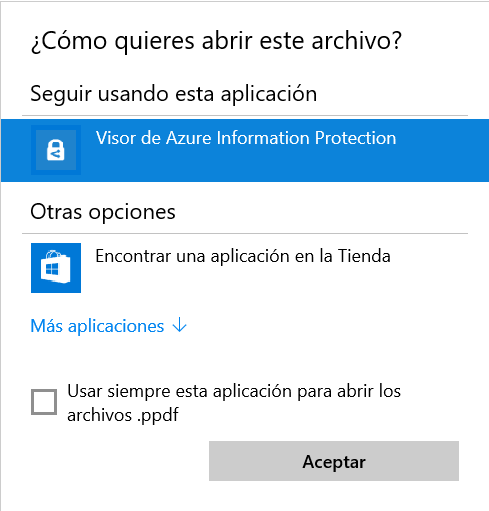 ¿Cómo quieres abrir este archivo?
Seguir usando esta aplicación
Visor de Azure Information Protection
Otras opciones
Encontrar una aplicación en la Tienda
Más aplicaciones ↓
Usar siempre esta aplicación para abrir los
archivos .ppdf
Aceptar